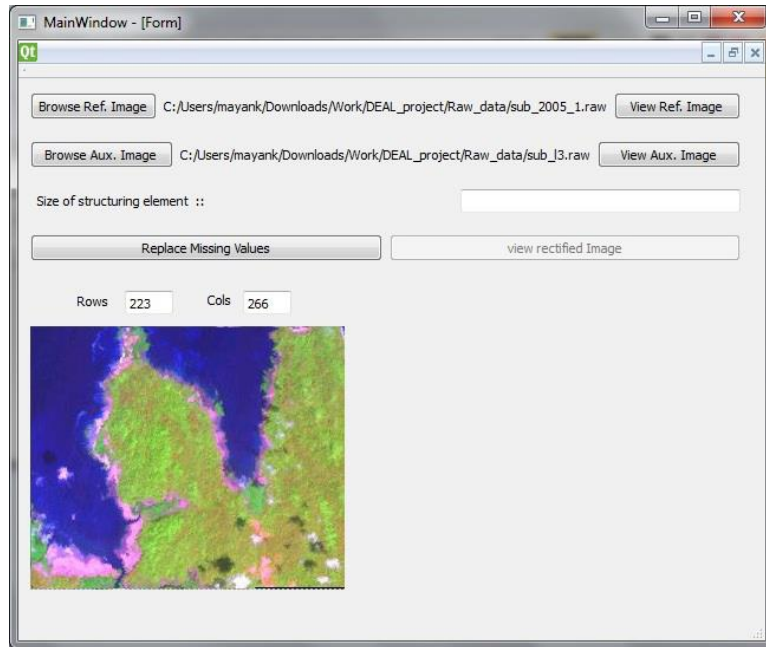 MainWindow - [Form]
Qt
Browse Ref. Image C:/Users/mayank/Downloads/Work/DEAL_project/Raw_data/sub_2005_1.raw View Ref. Image
Browse Aux. Image C:/Users/mayank/Downloads/Work/DEAL_project/Raw_data/sub_l3.raw View Aux. Image
Size of structuring element ::
Replace Missing Values view rectified Image
Rows 223 Cols 266